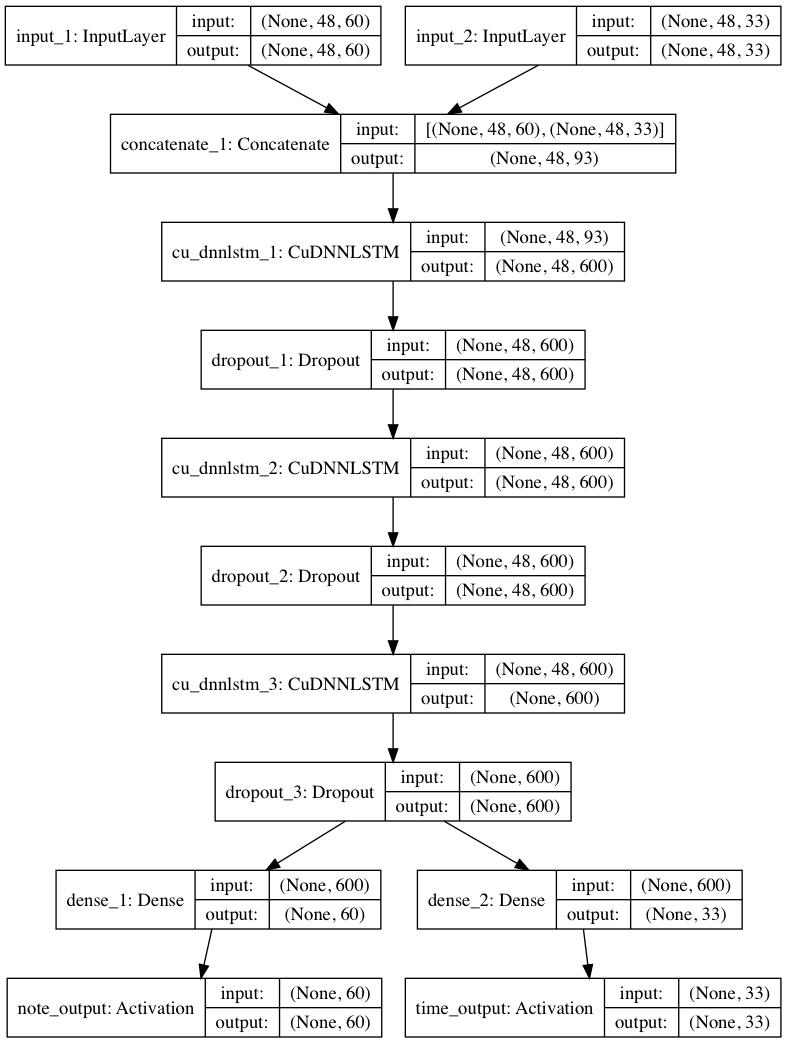 input_1: InputLayer
input: (None, 48, 60)
output: (None, 48, 60)
input_2: InputLayer
input: (None, 48, 33)
output: (None, 48, 33)
concatenate_1: Concatenate
input: [(None, 48, 60), (None, 48, 33)]
output: (None, 48, 93)
cu_dnnlstm_1: CuDNNLSTM
input: (None, 48, 93)
output: (None, 48, 600)
dropout_1: Dropout
input: (None, 48, 600)
output: (None, 48, 600)
cu_dnnlstm_2: CuDNNLSTM
input: (None, 48, 600)
output: (None, 48, 600)
dropout_2: Dropout
input: (None, 48, 600)
output: (None, 48, 600)
cu_dnnlstm_3: CuDNNLSTM
input: (None, 48, 600)
output: (None, 600)
dropout_3: Dropout
input: (None, 600)
output: (None, 600)
dense_1: Dense
input: (None, 600)
output: (None, 60)
dense_2: Dense
input: (None, 600)
output: (None, 33)
note_output: Activation
input: (None, 60)
output: (None, 60)
time_output: Activation
input: (None, 33)
output: (None, 33)